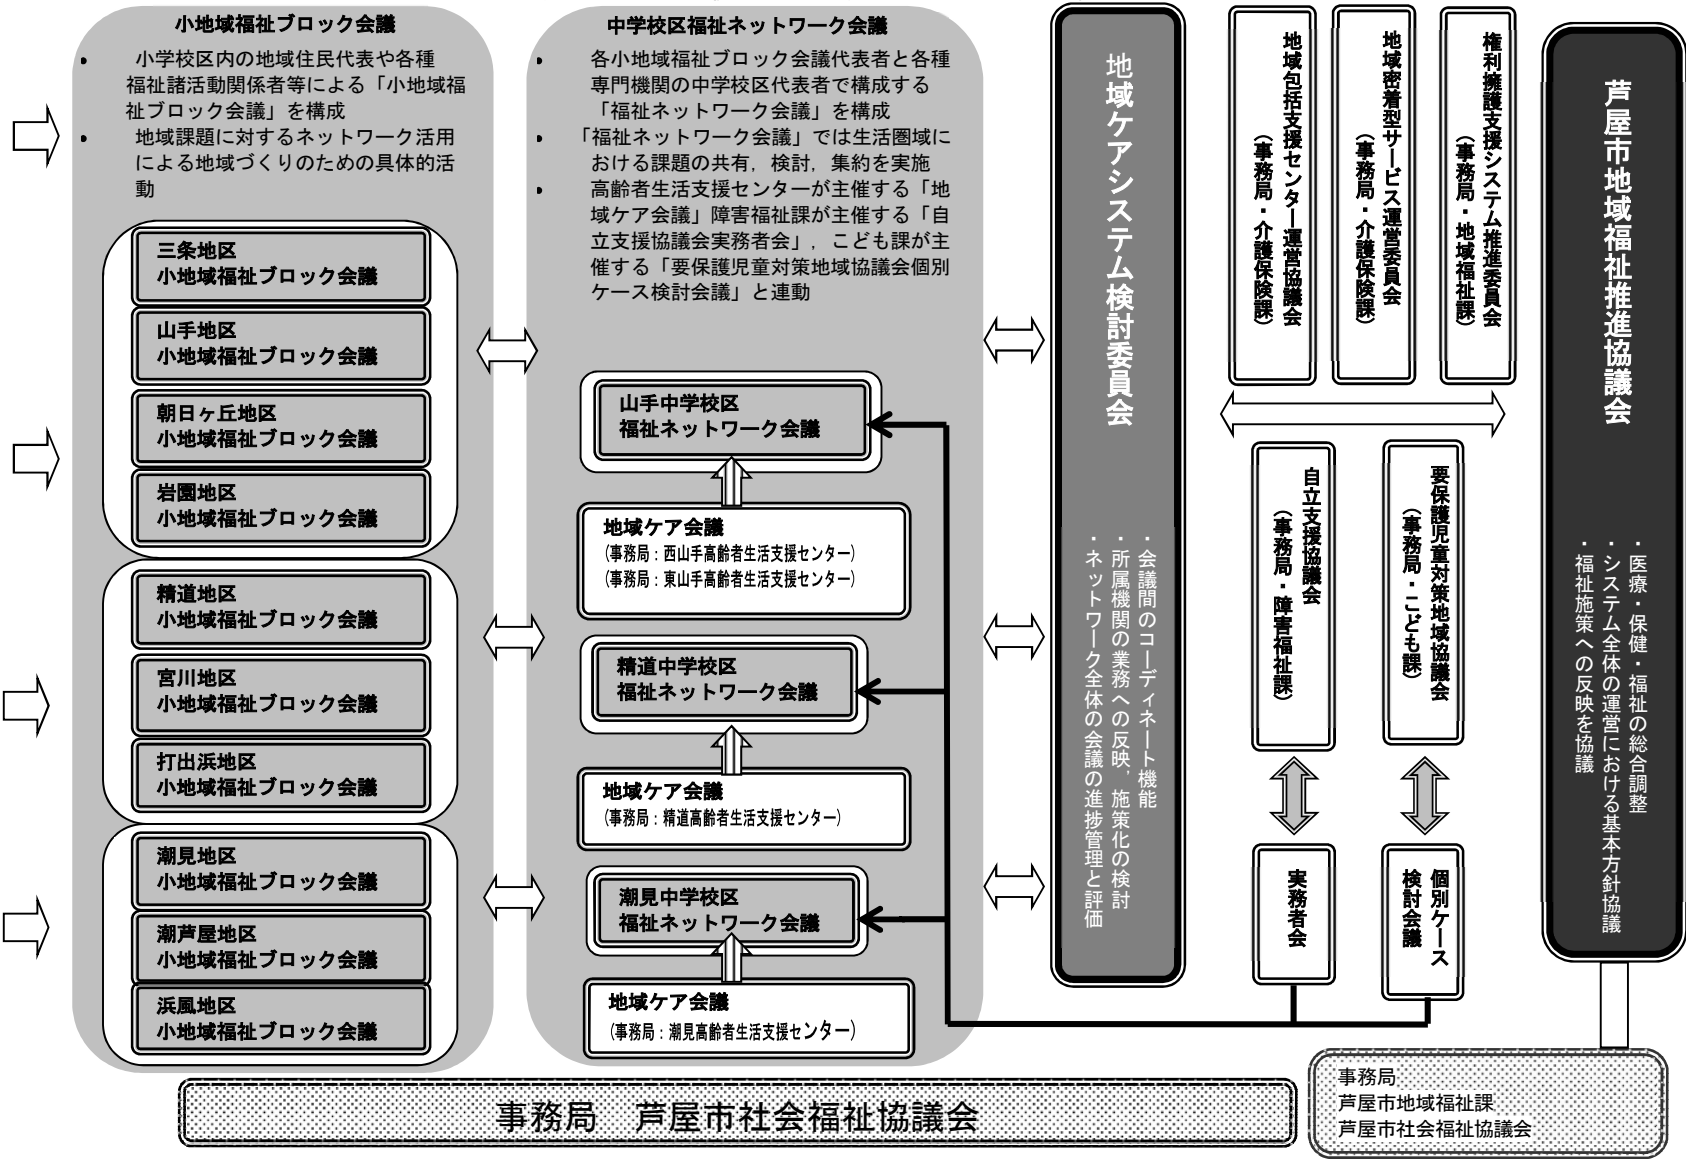 小地域福祉ブロック会議
• 小学校区内の地域住民代表や各種
福祉諸活動関係者等による「小地域福
祉ブロック会議」を構成
• 地域課題に対するネットワーク活用
による地域づくりのための具体的活
動
三条地区
小地域福祉ブロック会議
山手地区
小地域福祉ブロック会議
朝日ヶ丘地区
小地域福祉ブロック会議
岩園地区
小地域福祉ブロック会議
精道地区
小地域福祉ブロック会議
宮川地区
小地域福祉ブロック会議
打出浜地区
小地域福祉ブロック会議
潮見地区
小地域福祉ブロック会議
潮芦屋地区
小地域福祉ブロック会議
浜風地区
小地域福祉ブロック会議
中学校区福祉ネットワーク会議
• 各小地域福祉ブロック会議代表者と各種
専門機関の中学校区代表者で構成する
「福祉ネットワーク会議」を構成
• 「福祉ネットワーク会議」では生活圏域に
おける課題の共有，検討，集約を実施
• 高齢者生活支援センターが主催する「地
域ケア会議」障害福祉課が主催する「自
立支援協議会実務者会」，こども課が主
催する「要保護児童対策地域協議会個別
ケース検討会議」と連動
山手中学校区
福祉ネットワーク会議
地域ケア会議
（事務局：西山手高齢者生活支援センター）
（事務局：東山手高齢者生活支援センター）
精道中学校区
福祉ネットワーク会議
地域ケア会議
（事務局：精道高齢者生活支援センター）
潮見中学校区
福祉ネットワーク会議
地域ケア会議
（事務局：潮見高齢者生活支援センター）
地域ケアシステム検討委員会
・会議間のコーディネート機能
・所属機関の業務への反映，施策化の検討
・ネットワーク全体の会議の進捗管理と評価
地域包括支援センター運営協議会
（事務局・介護保険課）
地域密着型サービス運営委員会
（事務局・介護保険課）
権利擁護支援システム推進委員会
（事務局・地域福祉課）
自立支援協議会
（事務局・障害福祉課）
要保護児童対策地域協議会
（事務局・こども課）
実務者会
個別ケース
検討会議
芦屋市地域福祉推進協議会
・医療・保健・福祉の総合調整
・システム全体の運営における基本方針協議
・福祉施策への反映を協議
事務局　芦屋市社会福祉協議会
事務局
芦屋市地域福祉課
芦屋市社会福祉協議会